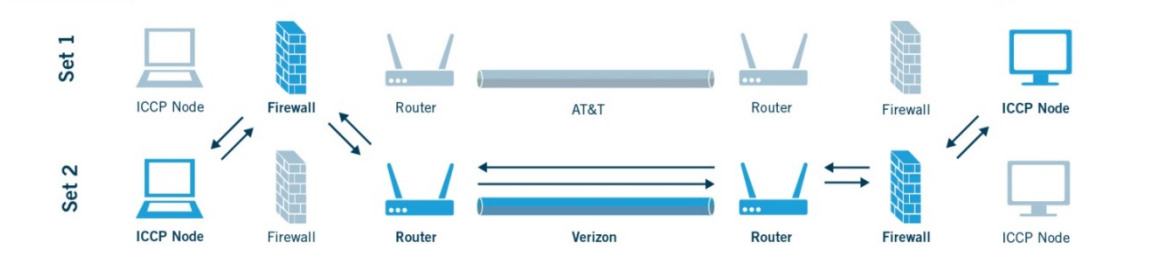 Set 1
ICCP Node
Firewall
Router
AT&T
Router
Firewall
ICCP Node
Set 2
ICCP Node
Firewall
Router
Verizon
Router
Firewall
ICCP Node